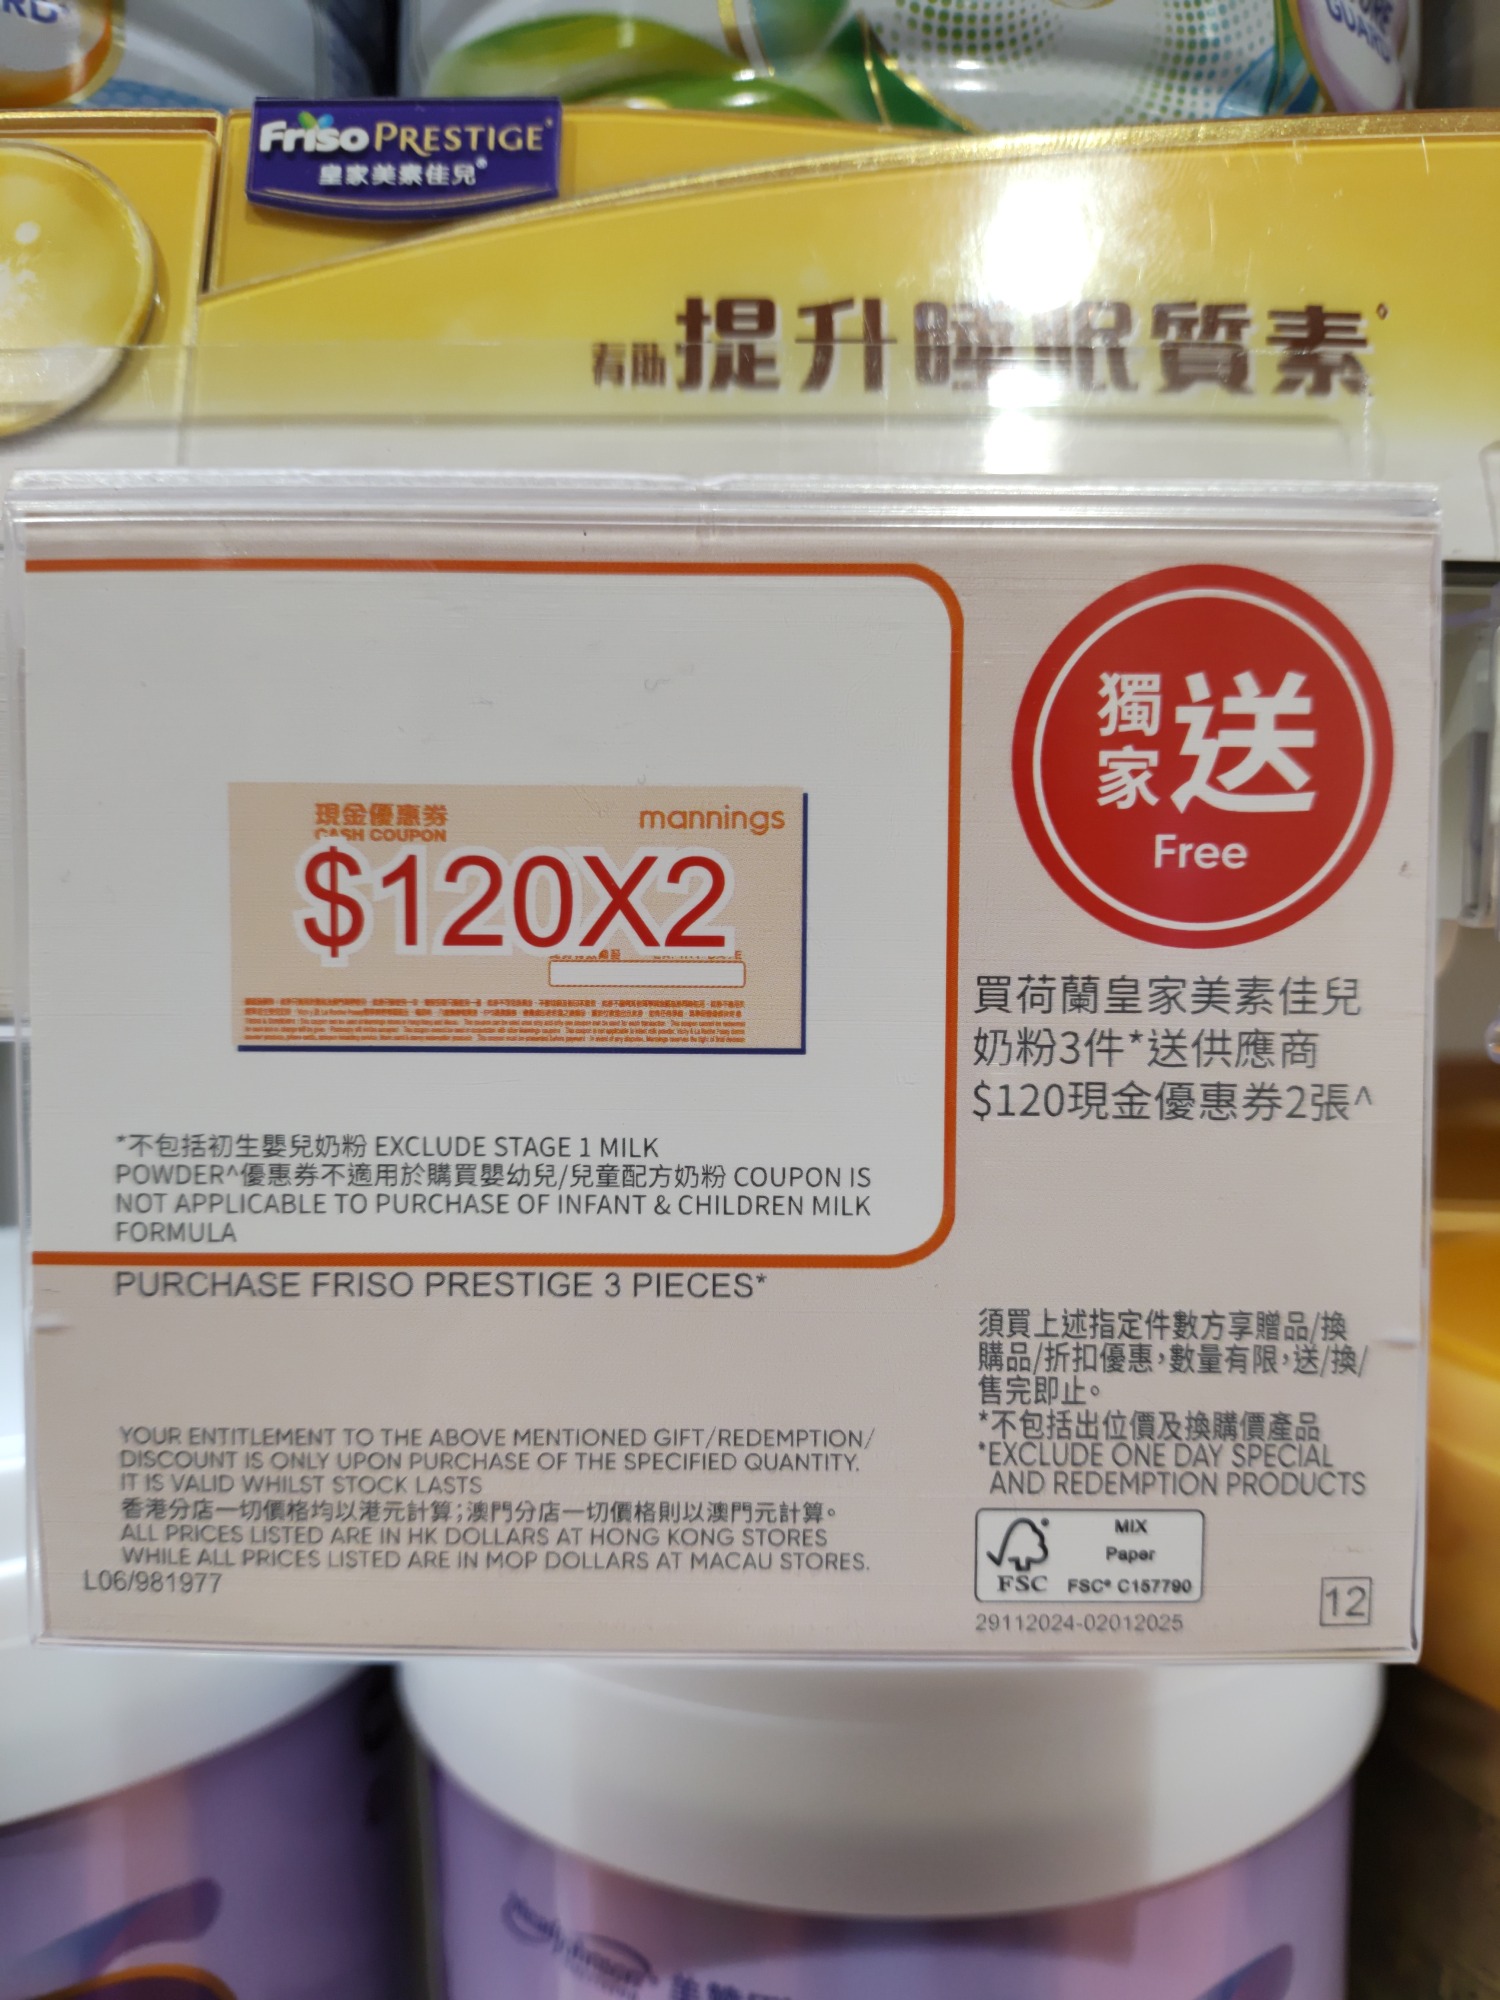 GUARD
Friso PRESTIGE
皇家美素佳兒®
有助提升睡眠質素◊
獨家送
Free
現金優惠券
CASH COUPON
mannings
$120X2
買荷蘭皇家美素佳兒
奶粉3件*送供應商
$120現金優惠券2張^
*不包括初生嬰兒奶粉 EXCLUDE STAGE 1 MILK
POWDER^優惠券不適用於購買嬰幼兒/兒童配方奶粉 COUPON IS
NOT APPLICABLE TO PURCHASE OF INFANT & CHILDREN MILK
FORMULA
PURCHASE FRISO PRESTIGE 3 PIECES*
須買上述指定件數方享贈品/換
購品/折扣優惠,數量有限,送/換/
售完即止。
*不包括出位價及換購價產品
*EXCLUDE ONE DAY SPECIAL
AND REDEMPTION PRODUCTS
YOUR ENTITLEMENT TO THE ABOVE MENTIONED GIFT/REDEMPTION/
DISCOUNT IS ONLY UPON PURCHASE OF THE SPECIFIED QUANTITY.
IT IS VALID WHILST STOCK LASTS
香港分店一切價格均以港元計算;澳門分店一切價格則以澳門元計算。
ALL PRICES LISTED ARE IN HK DOLLARS AT HONG KONG STORES
WHILE ALL PRICES LISTED ARE IN MOP DOLLARS AT MACAU STORES.
L06/981977
MIX
Paper
FSC
FSC® C157790
29112024-02012025
12